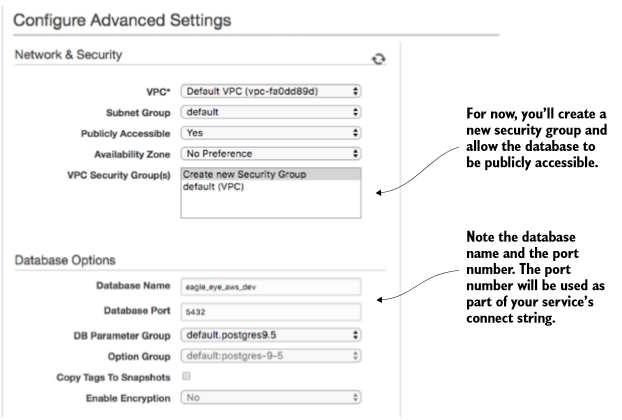 Configure Advanced Settings
Network & Security
VPC*
Default VPC (vpc-fa0dd89d)
Subnet Group
default
Publicly Accessible
Yes
Availability Zone
No Preference
VPC Security Group(s)
Create new Security Group
default (VPC)
For now, you'll create a
new security group and
allow the database to
be publicly accessible.
Database Options
Database Name
eagle_eye_aws_dev
Database Port
5432
DB Parameter Group
default.postgres9.5
Option Group
default:postgres-9-5
Copy Tags To Snapshots
Enable Encryption
No
Note the database
name and the port
number. The port
number will be used as
part of your service's
connect string.